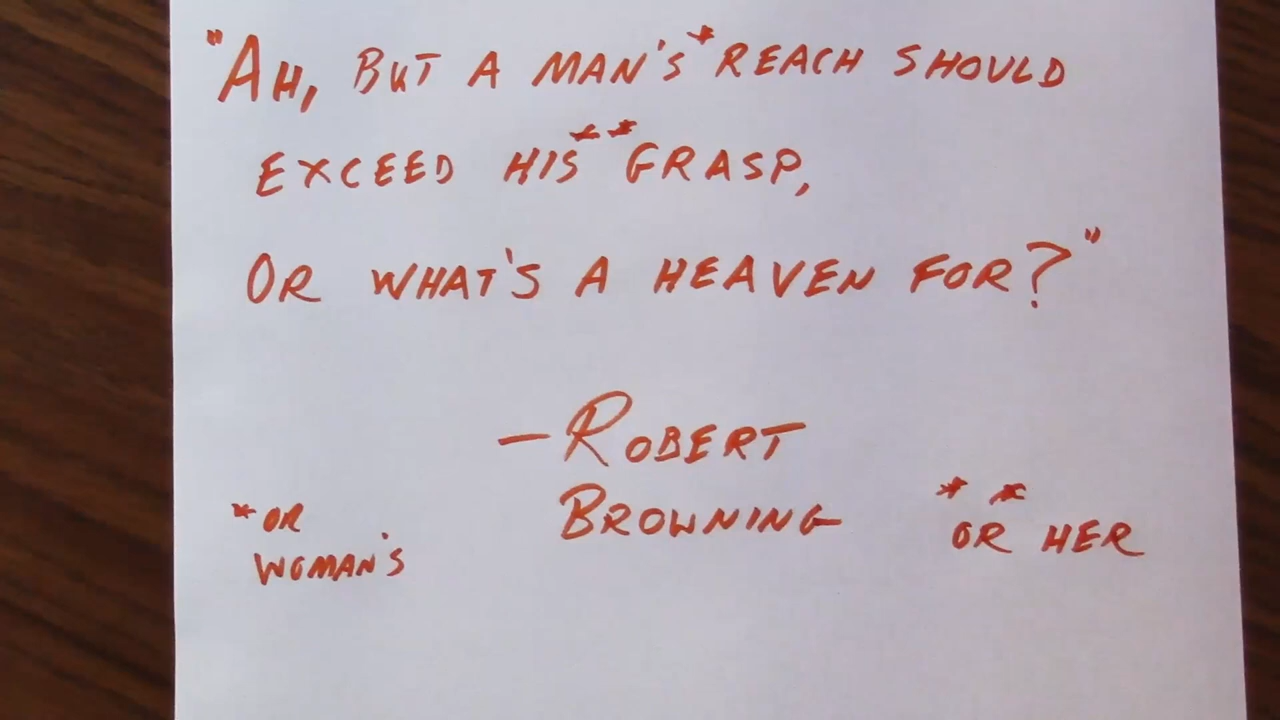 "AH, BUT A MAN'S* REACH SHOULD
EXCEED HIS** GRASP,
OR WHAT'S A HEAVEN FOR?"
— ROBERT
BROWNING
*OR
WOMAN'S
**
OR HER